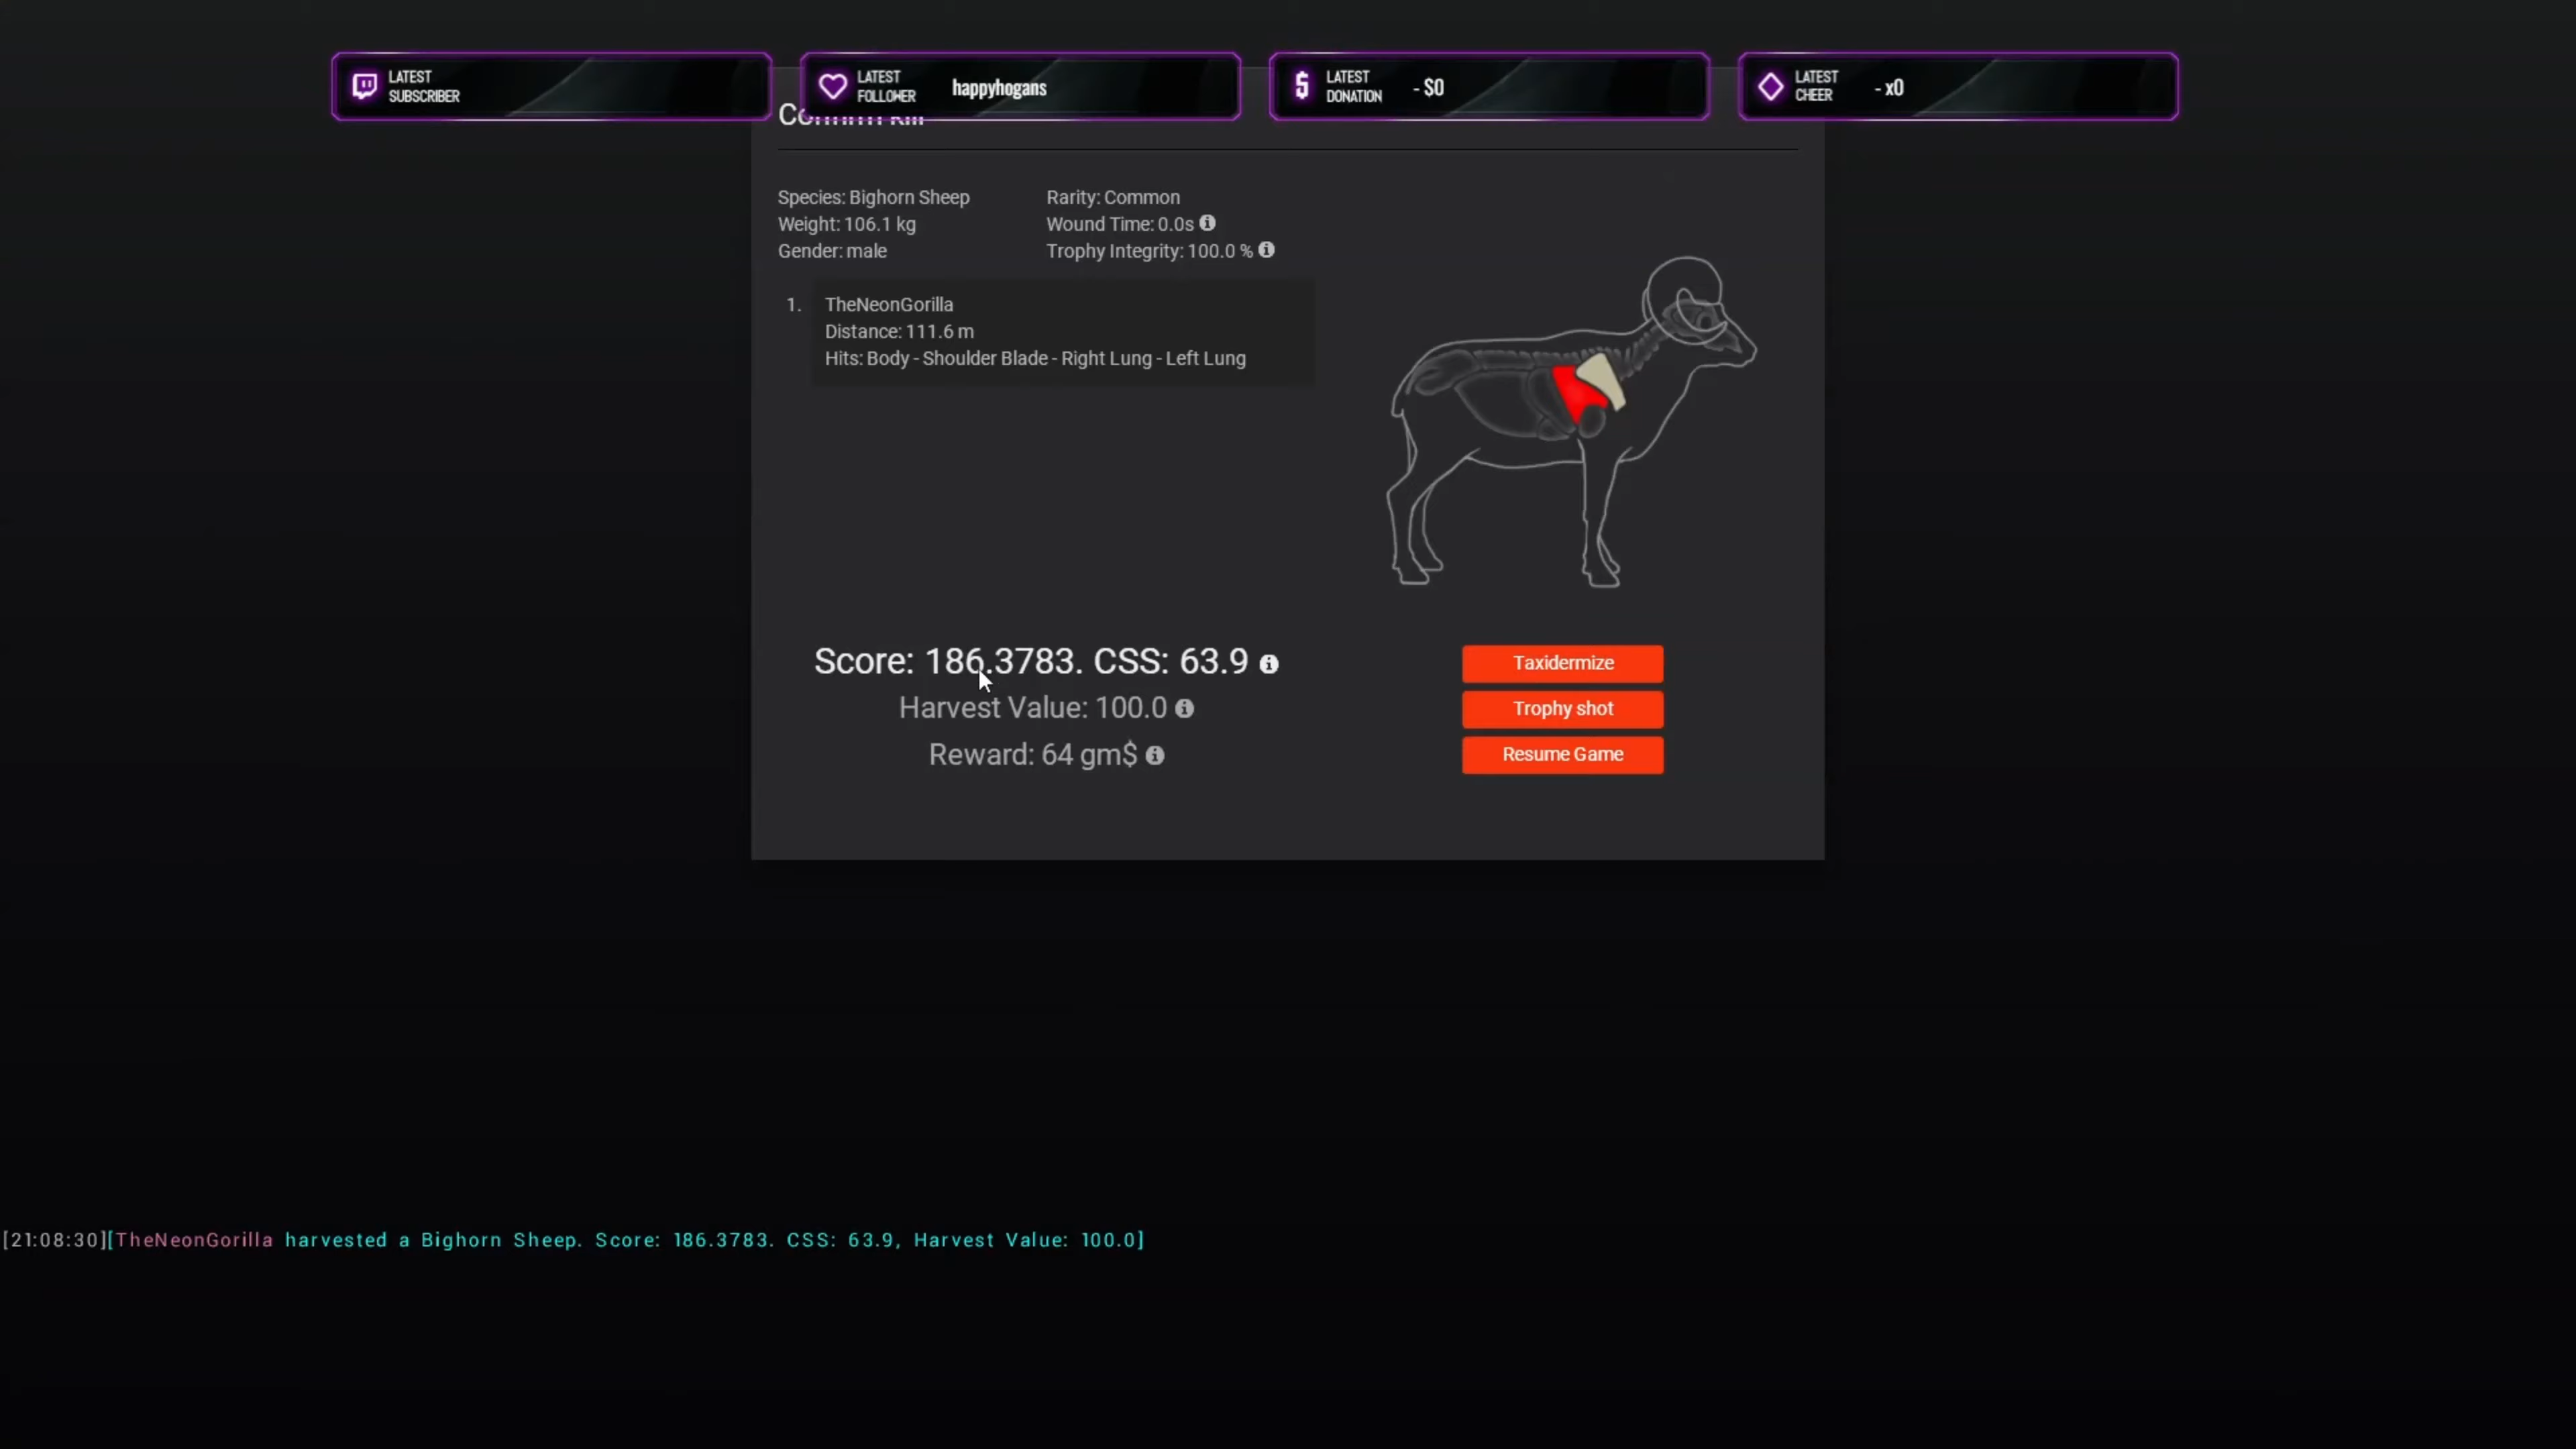 LATEST SUBSCRIBER
LATEST FOLLOWER happyhogans
LATEST DONATION - $0
LATEST CHEER - x0
Confirm kill
Species: Bighorn Sheep
Weight: 106.1 kg
Gender: male
Rarity: Common
Wound Time: 0.0s
Trophy Integrity: 100.0 %
1. TheNeonGorilla
Distance: 111.6 m
Hits: Body - Shoulder Blade - Right Lung - Left Lung
Score: 186.3783. CSS: 63.9
Harvest Value: 100.0
Reward: 64 gm$
Taxidermize
Trophy shot
Resume Game
[21:08:30][TheNeonGorilla harvested a Bighorn Sheep. Score: 186.3783. CSS: 63.9, Harvest Value: 100.0]